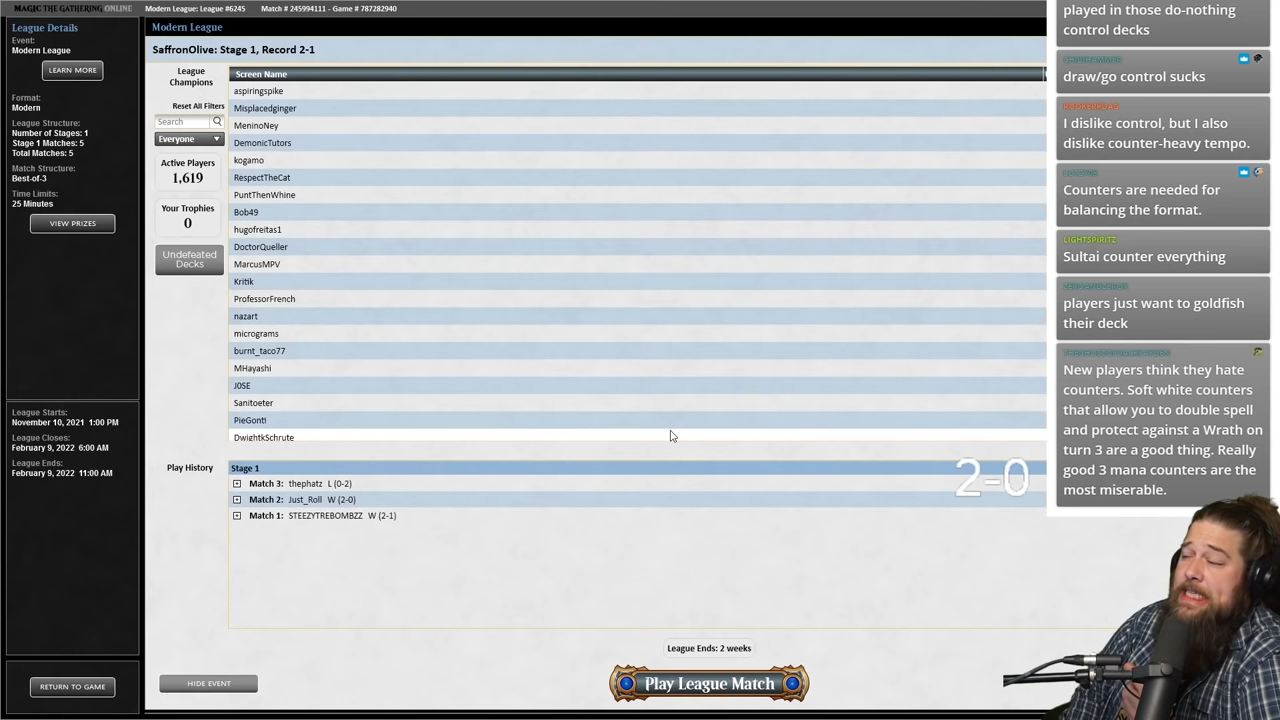 MAGIC THE GATHERING ONLINE
Modern League: League #6245
Match # 245994111 - Game # 787282940
League Details
Event:
Modern League
LEARN MORE
Format:
Modern
League Structure:
Number of Stages: 1
Stage 1 Matches: 5
Total Matches: 5
Match Structure:
Best-of-3
Time Limits:
25 Minutes
VIEW PRIZES
League Starts:
November 10, 2021 1:00 PM
League Closes:
February 9, 2022 6:00 AM
League Ends:
February 9, 2022 11:00 AM
RETURN TO GAME
Modern League
SaffronOlive: Stage 1, Record 2-1
League
Champions
Reset All Filters
Search
Everyone
Active Players
1,619
Your Trophies
0
Undefeated
Decks
Screen Name
aspiringspike
Misplacedginger
MeninoNey
DemonicTutors
kogamo
RespectTheCat
PuntThenWhine
Bob49
hugofreitas1
DoctorQueller
MarcusMPV
Kritik
ProfessorFrench
nazart
micrograms
burnt_taco77
MHayashi
J0SE
Sanitoeter
PieGonti
DwightkSchrute
Play History
Stage 1
Match 3: thephatz L (0-2)
Match 2: Just_Roll W (2-0)
Match 1: STEEZYTREBOMBZZ W (2-1)
2-0
League Ends: 2 weeks
HIDE EVENT
Play League Match
played in those do-nothing
control decks
draw/go control sucks
I dislike control, but I also
dislike counter-heavy tempo.
Counters are needed for
balancing the format.
LIGHTSPIRITZ
Sultai counter everything
players just want to goldfish
their deck
New players think they hate
counters. Soft white counters
that allow you to double spell
and protect against a Wrath on
turn 3 are a good thing. Really
good 3 mana counters are the
most miserable.